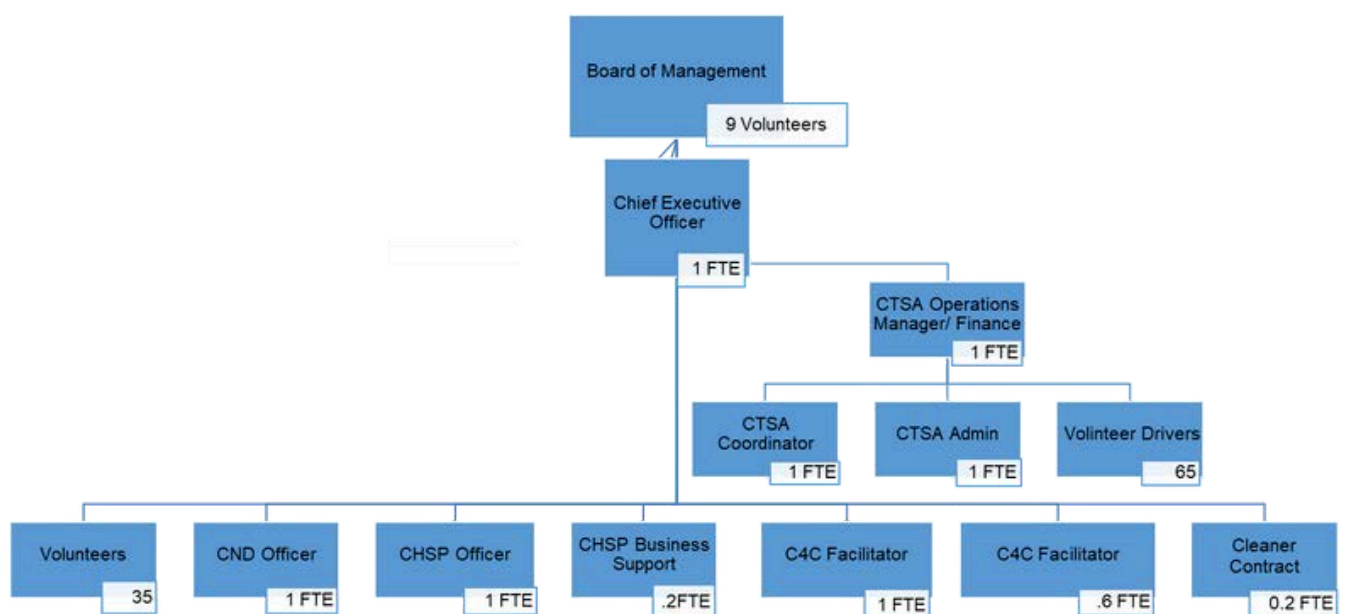 Board of Management
9 Volunteers
Chief Executive
Officer
1 FTE
CTSA Operations
Manager/ Finance
1 FTE
CTSA
Coordinator
1 FTE
CTSA Admin
1 FTE
Volinteer Drivers
65
Volunteers
35
CND Officer
1 FTE
CHSP Officer
1 FTE
CHSP Business
Support
.2FTE
C4C Facilitator
1 FTE
C4C Facilitator
.6 FTE
Cleaner
Contract
0.2 FTE